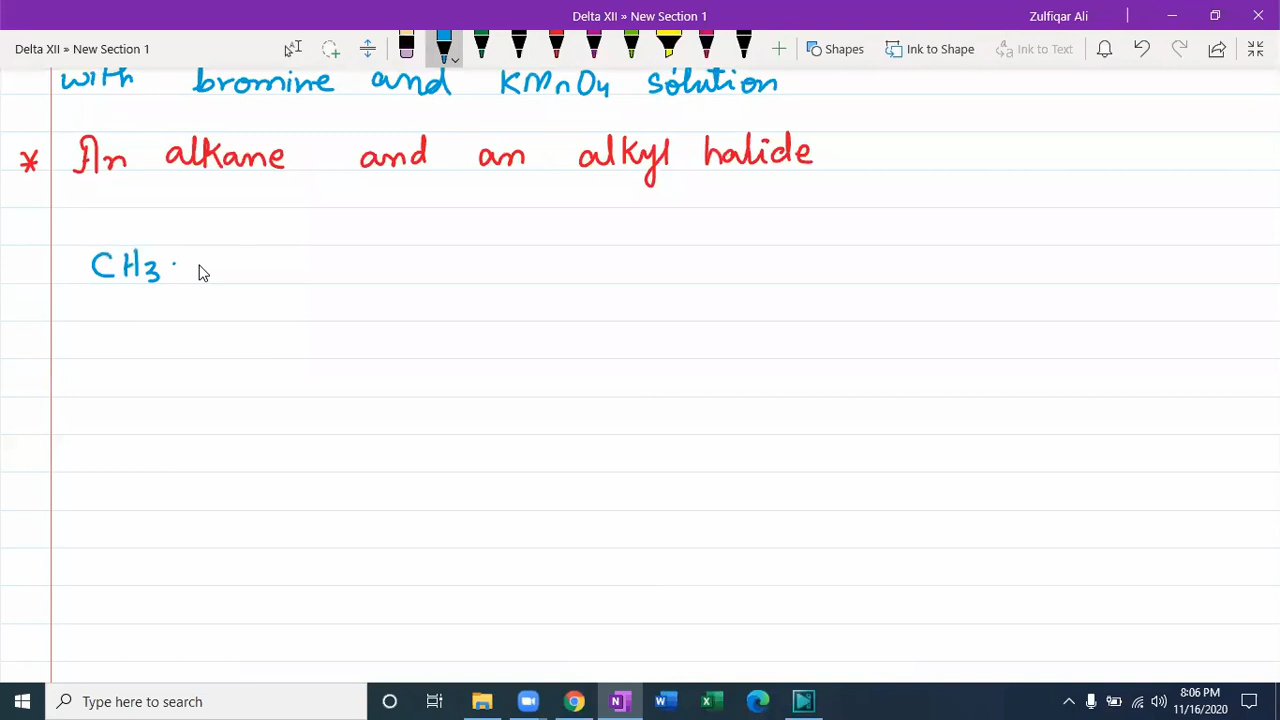 Delta XII » New Section 1
Zulfiqar Ali
Delta XII » New Section 1
Shapes
Ink to Shape
Ink to Text
with bromine and KMnO4 solution
* An alkane and an alkyl halide
CH3 -
Type here to search
8:06 PM
11/16/2020